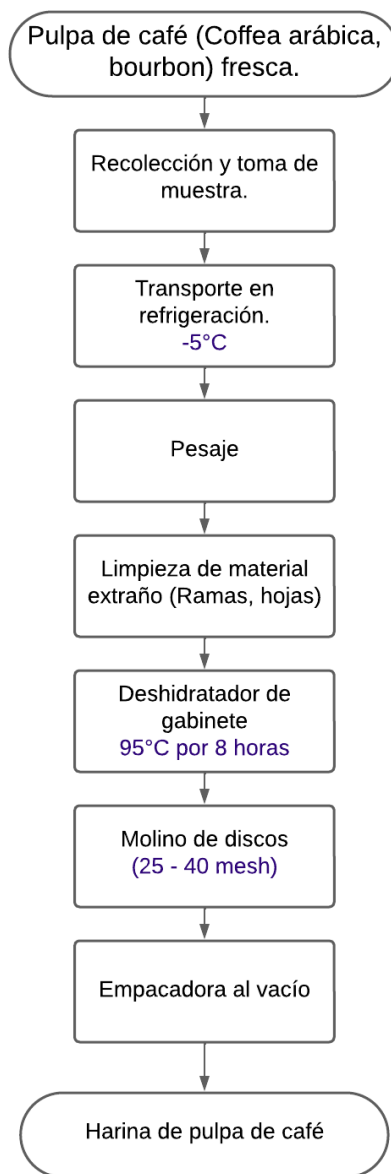 Pulpa de café (Coffea arábica,
bourbon) fresca.
Recolección y toma de
muestra.
Transporte en
refrigeración.
-5°C
Pesaje
Limpieza de material
extraño (Ramas, hojas)
Deshidratador de
gabinete
95°C por 8 horas
Molino de discos
(25 - 40 mesh)
Empacadora al vacío
Harina de pulpa de café